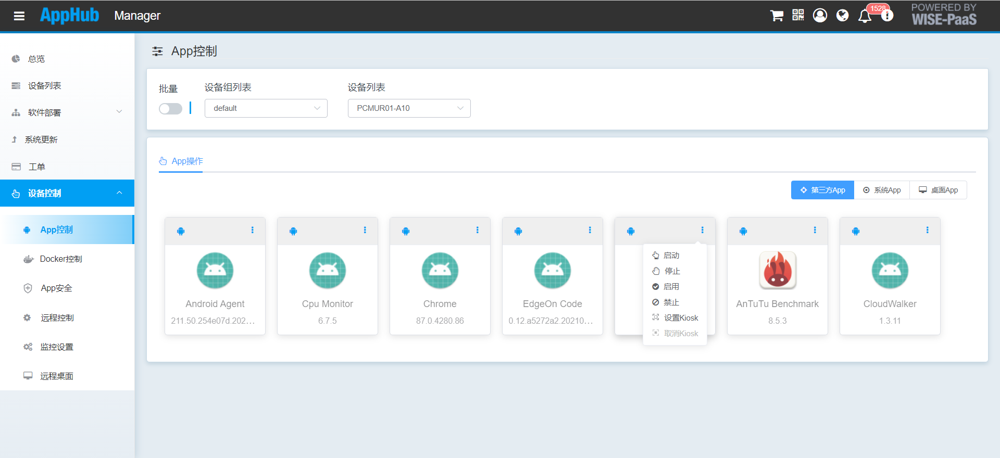 AppHub Manager
1528
POWERED BY
WISE-PaaS
总览
设备列表
软件部署
系统更新
工单
设备控制
App控制
Docker控制
App安全
远程控制
监控设置
远程桌面
App控制
批量
设备组列表
设备列表
default
PCMUR01-A10
App操作
第三方App
系统App
桌面App
Android Agent
211.50.254e07d.202...
Cpu Monitor
6.7.5
Chrome
87.0.4280.86
EdgeOn Code
0.12.a5272a2.20210...
启动
停止
启用
禁止
设置Kiosk
取消Kiosk
AnTuTu Benchmark
8.5.3
CloudWalker
1.3.11